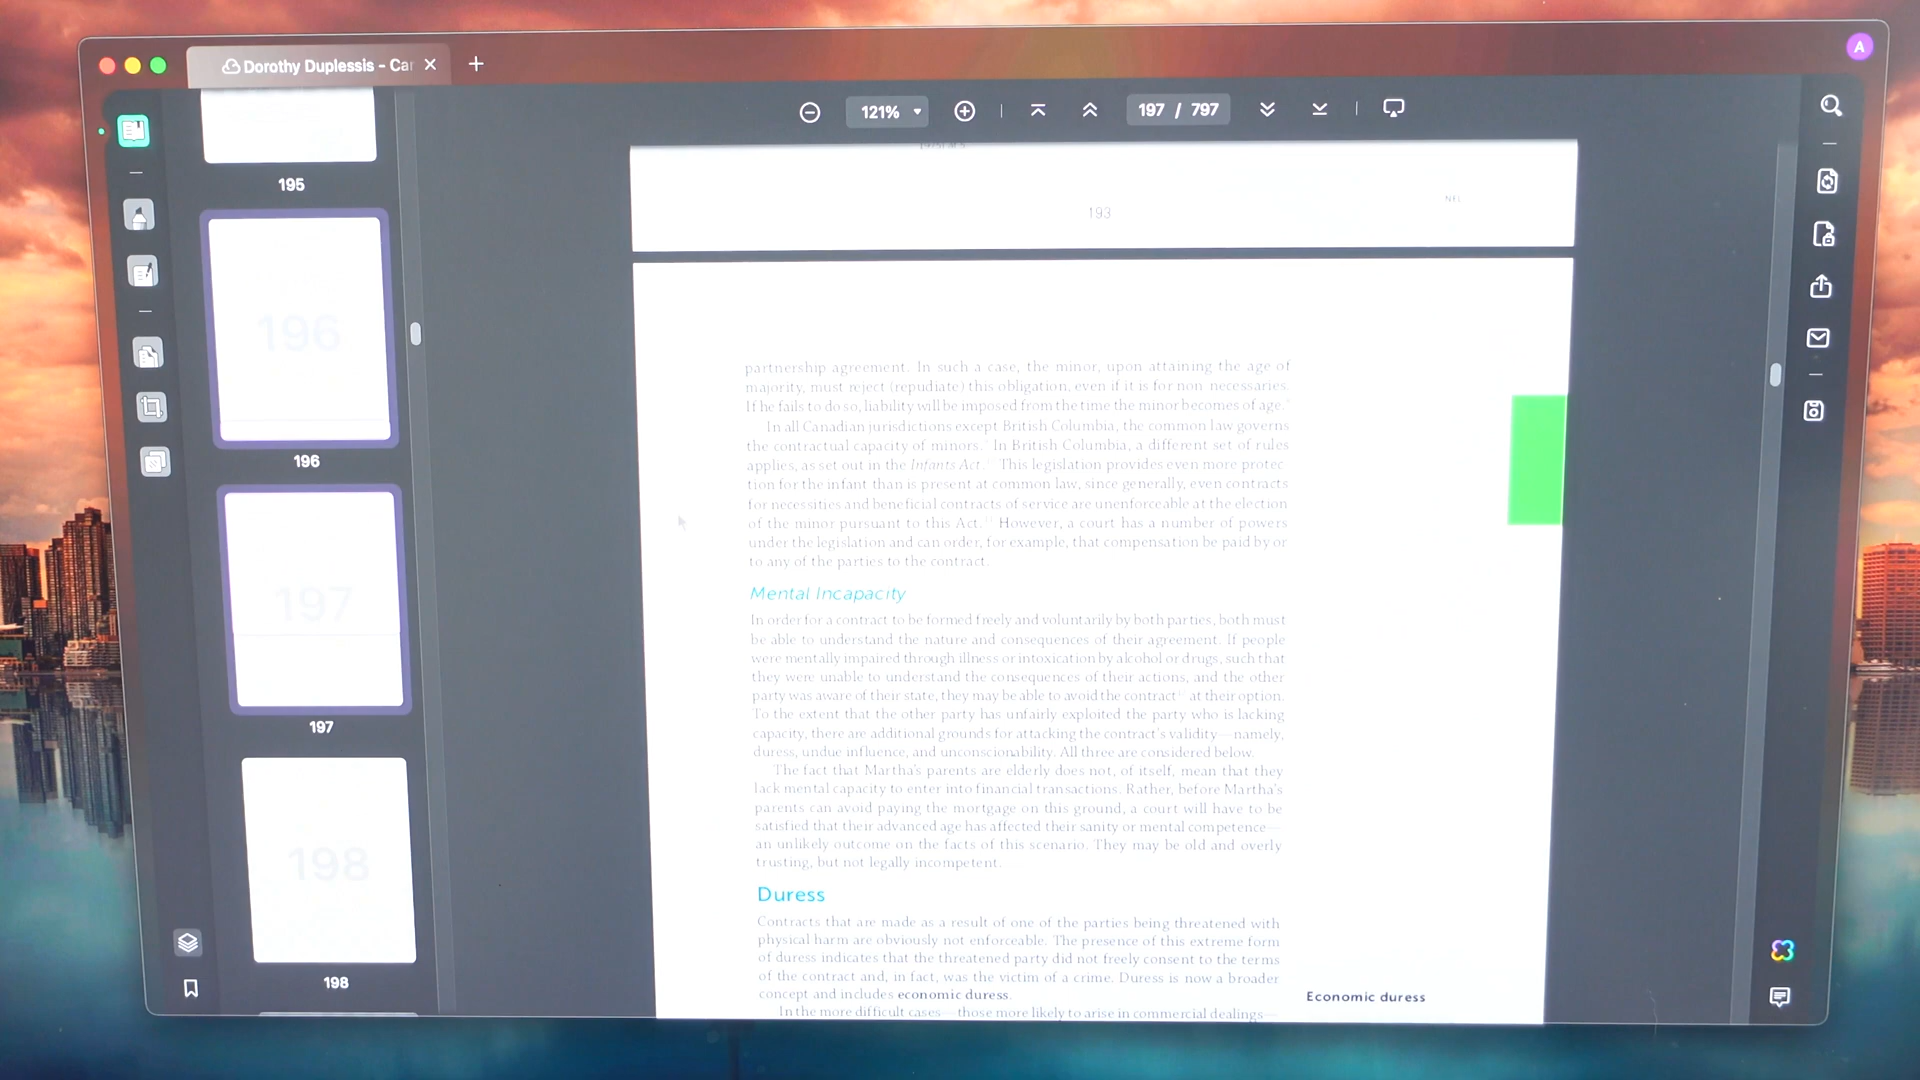 A
Dorothy Duplessis - Car
121%
197 / 797
195
196
196
197
197
198
198
193
NEL
partnership agreement. In such a case, the minor, upon attaining the age of
majority, must reject (repudiate) this obligation, even if it is for non necessaries.
If he fails to do so, liability will be imposed from the time the minor becomes of age.
In all Canadian jurisdictions except British Columbia, the common law governs
the contractual capacity of minors. In British Columbia, a different set of rules
applies, as set out in the Infants Act. This legislation provides even more protec
tion for the infant than is present at common law, since generally, even contracts
for necessities and beneficial contracts of service are unenforceable at the election
of the minor pursuant to this Act. However, a court has a number of powers
under the legislation and can order, for example, that compensation be paid by or
to any of the parties to the contract.
Mental Incapacity
In order for a contract to be formed freely and voluntarily by both parties, both must
be able to understand the nature and consequences of their agreement. If people
were mentally impaired through illness or intoxication by alcohol or drugs, such that
they were unable to understand the consequences of their actions, and the other
party was aware of their state, they may be able to avoid the contract at their option.
To the extent that the other party has unfairly exploited the party who is lacking
capacity, there are additional grounds for attacking the contract's validity—namely,
duress, undue influence, and unconscionability. All three are considered below.
The fact that Martha's parents are elderly does not, of itself, mean that they
lack mental capacity to enter into financial transactions. Rather, before Martha's
parents can avoid paying the mortgage on this ground, a court will have to be
satisfied that their advanced age has affected their sanity or mental competence—
an unlikely outcome on the facts of this scenario. They may be old and overly
trusting, but not legally incompetent.
Duress
Contracts that are made as a result of one of the parties being threatened with
physical harm are obviously not enforceable. The presence of this extreme form
of duress indicates that the threatened party did not freely consent to the terms
of the contract and, in fact, was the victim of a crime. Duress is now a broader
concept and includes economic duress.
Economic duress
In the more difficult cases—those more likely to arise in commercial dealings—